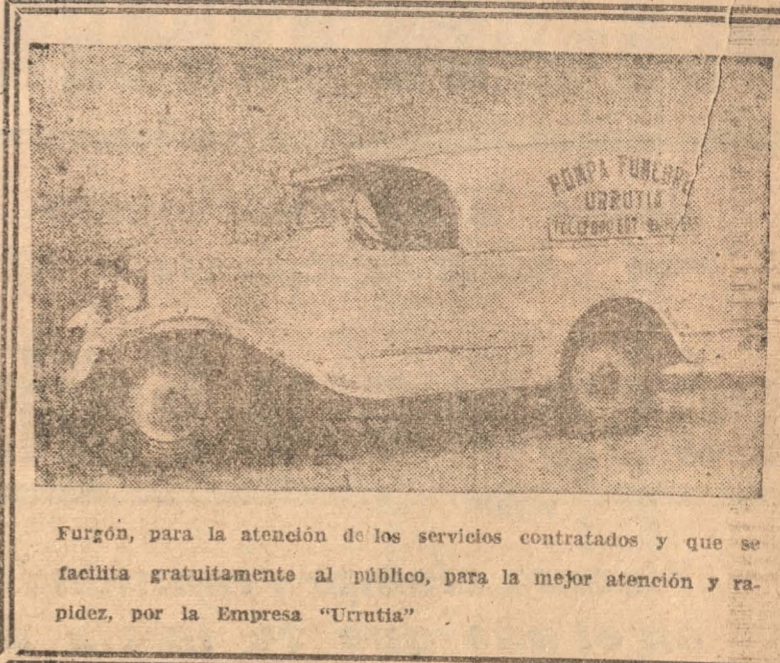 POMPA FUNEBRE
URRUTIA
TELEFONO
Furgón, para la atención de los servicios contratados y que se
facilita gratuitamente al público, para la mejor atención y ra-
pidez, por la Empresa "Urrutia"